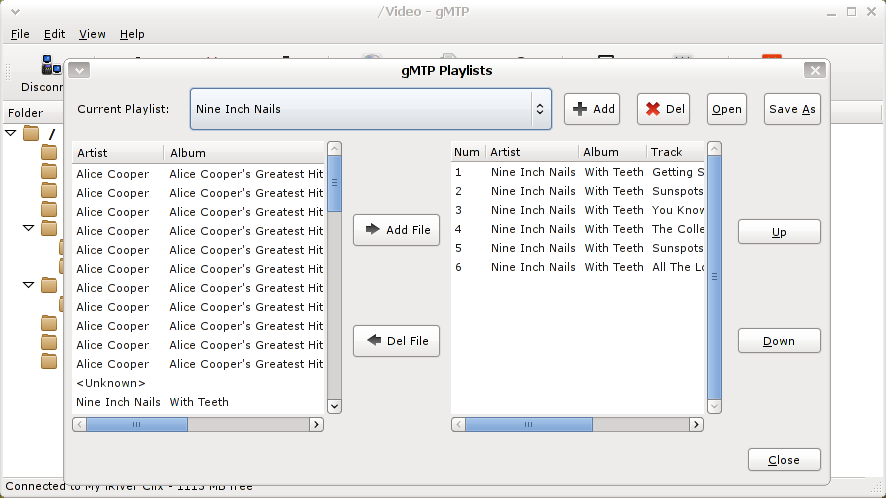 /Video - gMTP
File Edit View Help
Folder
gMTP Playlists
Current Playlist: Nine Inch Nails Add Del Open Save As
Artist Album
Alice Cooper Alice Cooper's Greatest Hit
Alice Cooper Alice Cooper's Greatest Hit
Alice Cooper Alice Cooper's Greatest Hit
Alice Cooper Alice Cooper's Greatest Hit
Alice Cooper Alice Cooper's Greatest Hit
Alice Cooper Alice Cooper's Greatest Hit
Alice Cooper Alice Cooper's Greatest Hit
Alice Cooper Alice Cooper's Greatest Hit
Alice Cooper Alice Cooper's Greatest Hit
Alice Cooper Alice Cooper's Greatest Hit
Alice Cooper Alice Cooper's Greatest Hit
<Unknown>
Nine Inch Nails With Teeth
Add File
Del File
Num Artist Album Track
1 Nine Inch Nails With Teeth Getting S
2 Nine Inch Nails With Teeth Sunspots
3 Nine Inch Nails With Teeth You Know
4 Nine Inch Nails With Teeth The Colle
5 Nine Inch Nails With Teeth Sunspots
6 Nine Inch Nails With Teeth All The Lo
Up
Down
Close
Disconn
/
Connected to My iRiver Clix - 1113 MB free